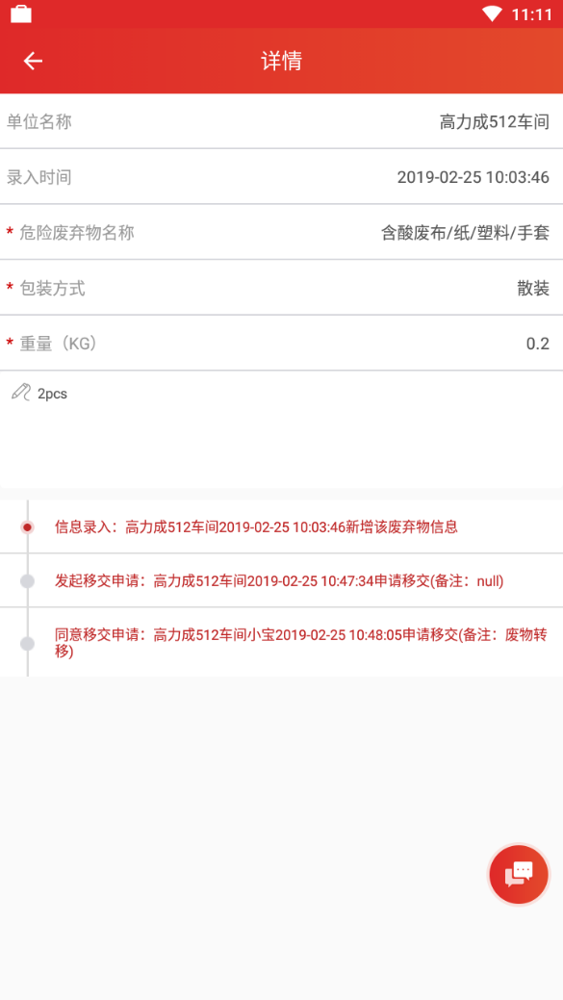 11:11
详情
单位名称 高力成512车间
录入时间 2019-02-25 10:03:46
* 危险废弃物名称 含酸废布/纸/塑料/手套
* 包装方式 散装
* 重量（KG） 0.2
2pcs
信息录入：高力成512车间2019-02-25 10:03:46新增该废弃物信息
发起移交申请：高力成512车间2019-02-25 10:47:34申请移交(备注：null)
同意移交申请：高力成512车间小宝2019-02-25 10:48:05申请移交(备注：废物转
移)